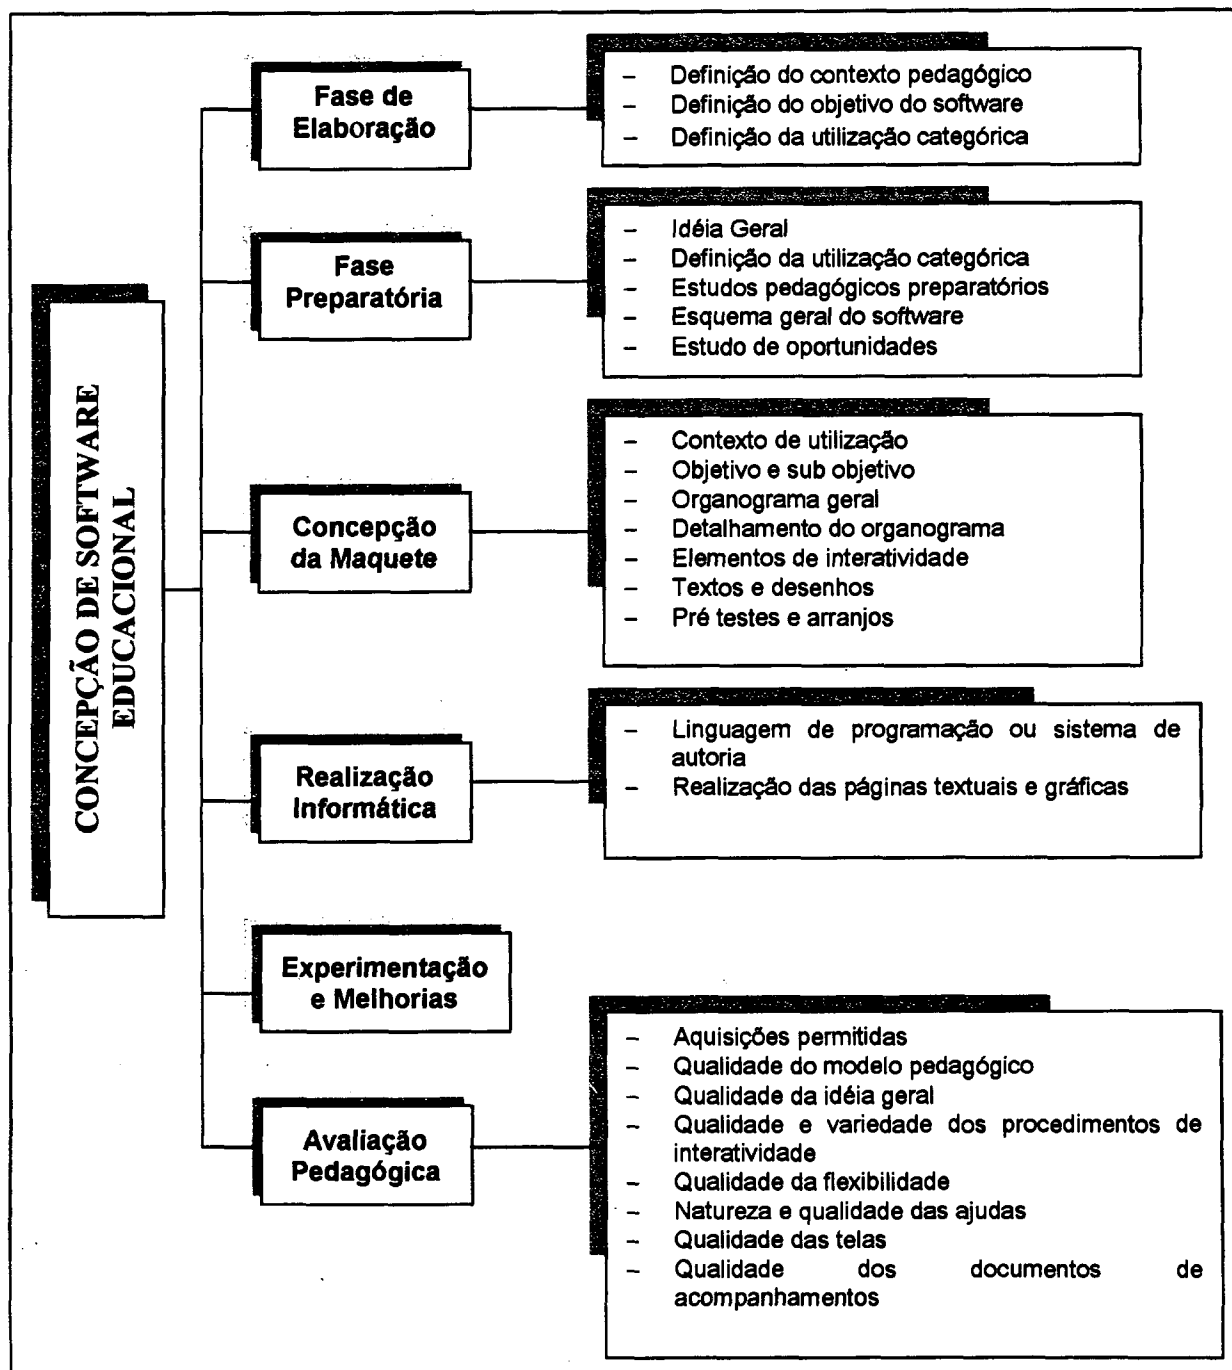 CONCEPÇÃO DE SOFTWARE
EDUCACIONAL
Fase de
Elaboração
– Definição do contexto pedagógico
– Definição do objetivo do software
– Definição da utilização categórica
Fase
Preparatória
– Idéia Geral
– Definição da utilização categórica
– Estudos pedagógicos preparatórios
– Esquema geral do software
– Estudo de oportunidades
Concepção
da Maquete
– Contexto de utilização
– Objetivo e sub objetivo
– Organograma geral
– Detalhamento do organograma
– Elementos de interatividade
– Textos e desenhos
– Pré testes e arranjos
Realização
Informática
– Linguagem de programação ou sistema de
autoria
– Realização das páginas textuais e gráficas
Experimentação
e Melhorias
Avaliação
Pedagógica
– Aquisições permitidas
– Qualidade do modelo pedagógico
– Qualidade da idéia geral
– Qualidade e variedade dos procedimentos de
interatividade
– Qualidade da flexibilidade
– Natureza e qualidade das ajudas
– Qualidade das telas
– Qualidade dos documentos de
acompanhamentos